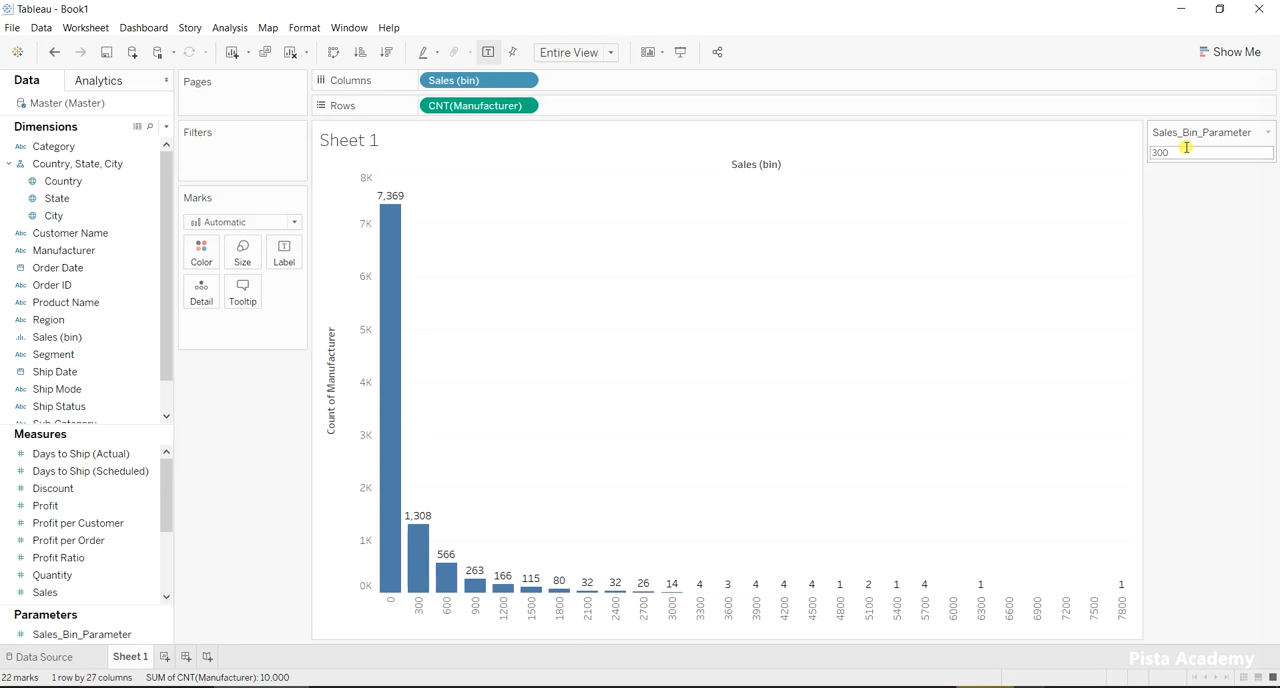 Tableau - Book1
File Data Worksheet Dashboard Story Analysis Map Format Window Help
Entire View
Show Me
Data Analytics
Pages
Columns
Sales (bin)
Master (Master)
Rows
CNT(Manufacturer)
Dimensions
Category
Country, State, City
Country
State
City
Customer Name
Manufacturer
Order Date
Order ID
Product Name
Region
Sales (bin)
Segment
Ship Date
Ship Mode
Ship Status
Measures
Days to Ship (Actual)
Days to Ship (Scheduled)
Discount
Profit
Profit per Customer
Profit per Order
Profit Ratio
Quantity
Sales
Parameters
Sales_Bin_Parameter
Filters
Marks
Automatic
Color Size Label
Detail Tooltip
Sheet 1
Sales (bin)
Count of Manufacturer
8K
7K
6K
5K
4K
3K
2K
1K
0K
7,369 1,308 566 263 166 115 80 32 32 26 14 4 3 4 4 4 1 2 1 4 1 1
0 300 600 900 1200 1500 1800 2100 2400 2700 3000 3300 3600 3900 4200 4500 4800 5100 5400 5700 6000 6300 6600 6900 7200 7500 7800
Sales_Bin_Parameter
300
Data Source Sheet 1
Pista Academy
22 marks 1 row by 27 columns SUM of CNT(Manufacturer): 10.000